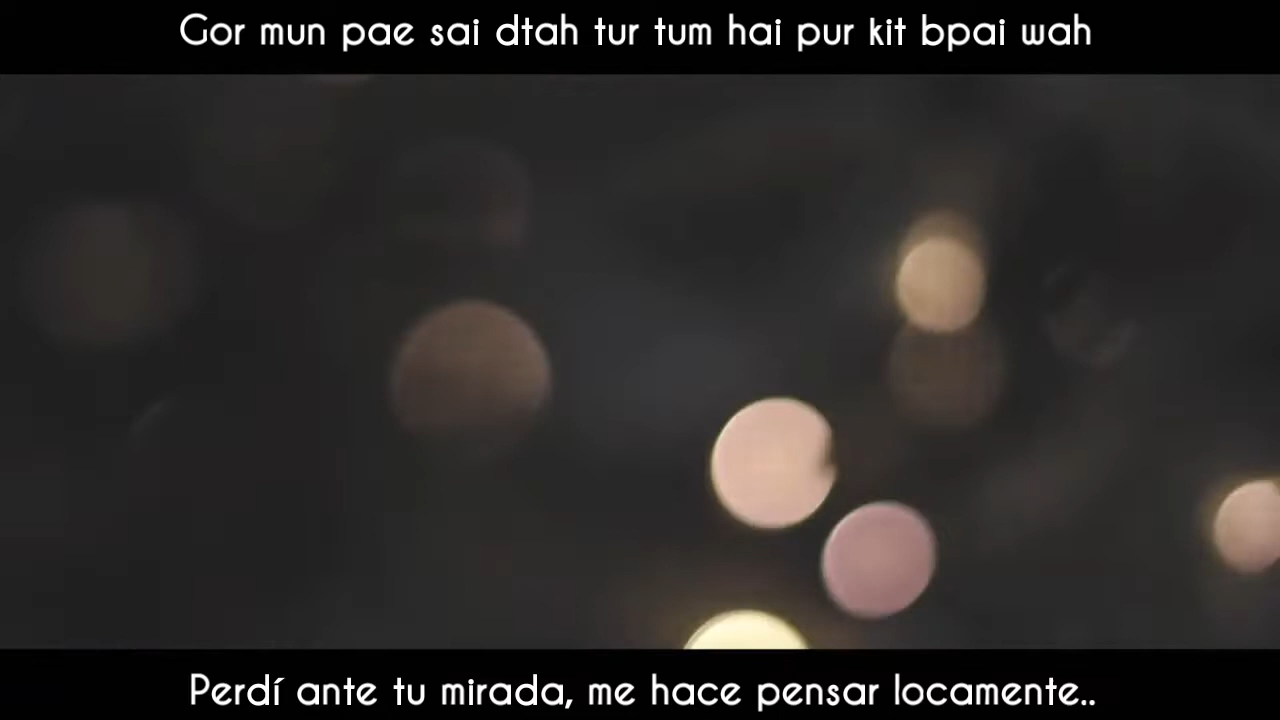 Gor mun pae sai dtah tur tum hai pur kit bpai wah
Perdí ante tu mirada, me hace pensar locamente..